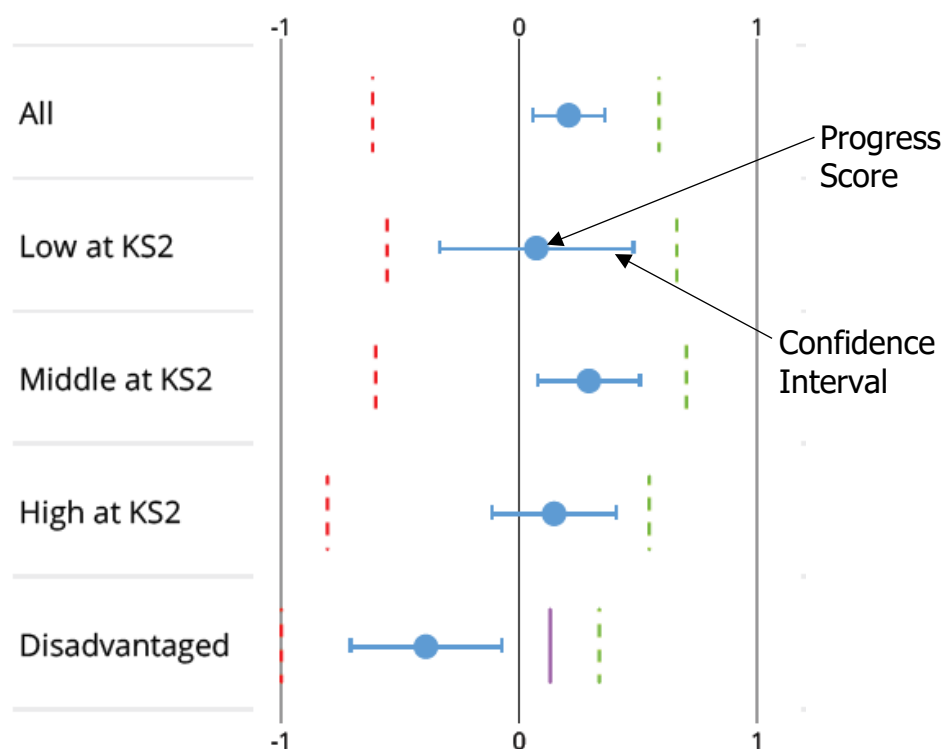 -1 0 1
All
Progress
Score
Low at KS2
Confidence
Interval
Middle at KS2
High at KS2
Disadvantaged
-1 0 1